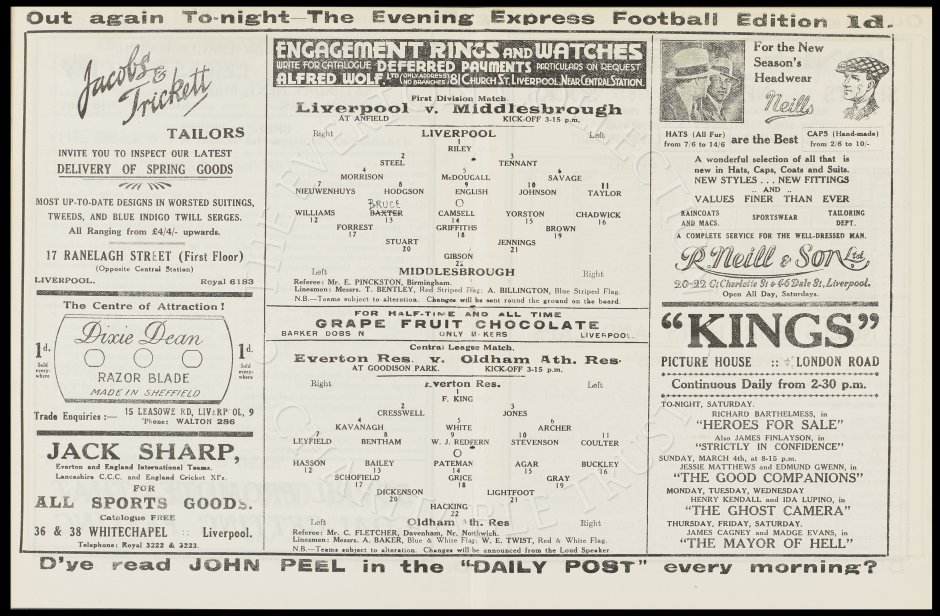 Out again To-night—The Evening Express Football Edition 1d.
Jacobs & Trickett
TAILORS
INVITE YOU TO INSPECT OUR LATEST
DELIVERY OF SPRING GOODS
MOST UP-TO-DATE DESIGNS IN WORSTED SUITINGS,
TWEEDS, AND BLUE INDIGO TWILL SERGES.
All Ranging from £4/4/- upwards.
17 RANELAGH STREET (First Floor)
(Opposite Central Station)
LIVERPOOL. Royal 6183
The Centre of Attraction !
Dixie Dean
1d. Sold every-where
1d. Sold every-where
RAZOR BLADE
MADE IN SHEFFIELD
Trade Enquiries :— 15 LEASOWE RD, LIVERPOOL, 9
'Phone: WALTON 286
JACK SHARP,
Everton and England International Teams.
Lancashire C.C.C. and England Cricket XI's.
FOR
ALL SPORTS GOODS.
Catalogue FREE
36 & 38 WHITECHAPEL :: Liverpool.
Telephone: Royal 3222 & 3223.
ENGAGEMENT RINGS AND WATCHES
WRITE FOR CATALOGUE DEFERRED PAYMENTS PARTICULARS ON REQUEST
ALFRED WOLF, LTD (ONLY ADDRESS) (NO BRANCHES) 81 CHURCH ST. LIVERPOOL. NEAR CENTRAL STATION.
First Division Match
Liverpool v. Middlesbrough
AT ANFIELD KICK-OFF 3-15 p.m.
Right LIVERPOOL Left
1
RILEY
2 3
STEEL TENNANT
4 5 6
MORRISON McDOUGALL SAVAGE
7 8 9 10 11
NIEUWENHUYS HODGSON ENGLISH JOHNSON TAYLOR
O
BRUCE
WILLIAMS BAXTER CAMSELL YORSTON CHADWICK
12 13 14 15 16
FORREST GRIFFITHS BROWN
17 18 19
STUART JENNINGS
20 21
GIBSON
22
Left MIDDLESBROUGH Right
Referee: Mr. E. PINCKSTON, Birmingham.
Linesmen: Messrs. T. BENTLEY, Red Striped Flag: A. BILLINGTON, Blue Striped Flag.
N.B.—Teams subject to alteration. Changes will be sent round the ground on the board.
FOR HALF-TIME AND ALL TIME
GRAPE FRUIT CHOCOLATE
BARKER DOBS N ONLY M KERS LIVERPOOL.
Central League Match.
Everton Res. v. Oldham Ath. Res.
AT GOODISON PARK. KICK-OFF 3-15 p.m.
Right Everton Res. Left
1
F. KING
2 3
CRESSWELL JONES
4 5 6
KAVANAGH WHITE ARCHER
7 8 9 10 11
LEYFIELD BENTHAM W. J. REDFERN STEVENSON COULTER
O
HASSON BAILEY PATEMAN AGAR BUCKLEY
12 13 14 15 16
SCHOFIELD GRICE GRAY
17 18 19
DICKENSON LIGHTFOOT
20 21
HACKING
22
Left Oldham Ath. Res Right
Referee: Mr. C. FLETCHER, Davenham, Nr. Northwich.
Linesmen: Messrs. A. BAKER, Blue & White Flag: W. E. TWIST, Red & White Flag.
N.B.—Teams subject to alteration. Changes will be announced from the Loud Speaker
For the New
Season's
Headwear
Neills
HATS (All Fur)
from 7/6 to 14/6
are the Best
CAPS (Hand-made)
from 2/6 to 10/-
A wonderful selection of all that is
new in Hats, Caps, Coats and Suits.
NEW STYLES . . . NEW FITTINGS
.. AND ..
VALUES FINER THAN EVER
RAINCOATS AND MACS. SPORTSWEAR TAILORING DEPT.
A COMPLETE SERVICE FOR THE WELL-DRESSED MAN.
R. Neill & Son Ltd.
20-22 Gt Charlotte St & 46 Dale St, Liverpool.
Open All Day, Saturdays.
"KINGS"
PICTURE HOUSE :: LONDON ROAD
Continuous Daily from 2-30 p.m.
TO-NIGHT, SATURDAY.
RICHARD BARTHELMESS, in
"HEROES FOR SALE"
Also JAMES FINLAYSON, in
"STRICTLY IN CONFIDENCE"
SUNDAY, MARCH 4th, at 8-15 p.m.
JESSIE MATTHEWS and EDMUND GWENN, in
"THE GOOD COMPANIONS"
MONDAY, TUESDAY, WEDNESDAY
HENRY KENDALL and IDA LUPINO, in
"THE GHOST CAMERA"
THURSDAY, FRIDAY, SATURDAY.
JAMES CAGNEY and MADGE EVANS, in
"THE MAYOR OF HELL"
D'ye read JOHN PEEL in the "DAILY POST" every morning?